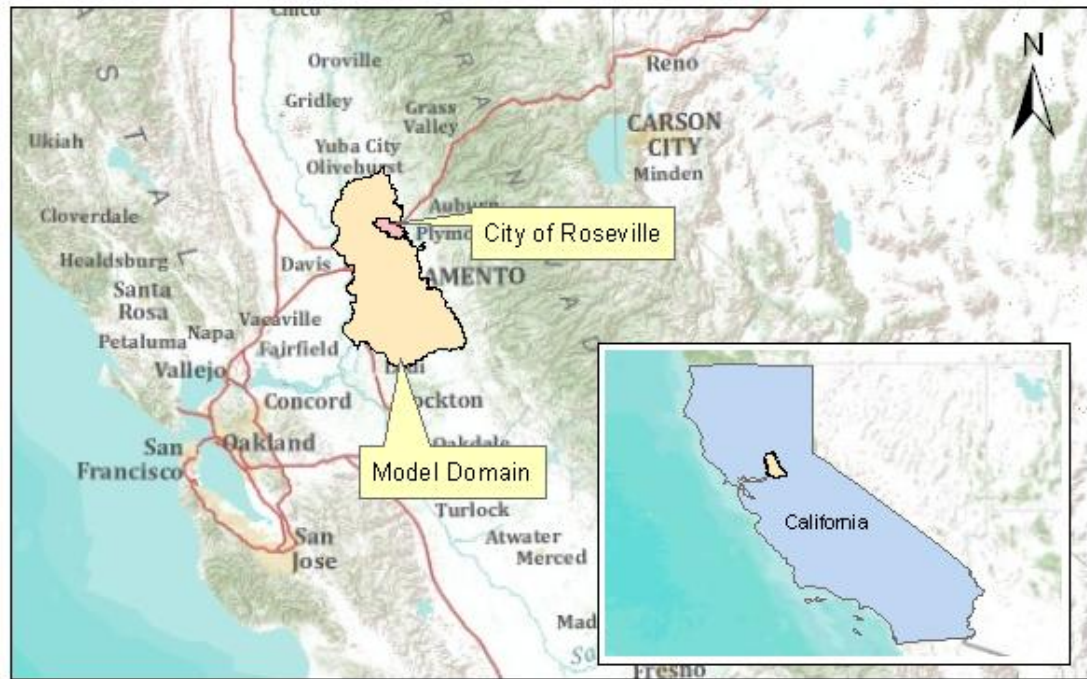 Chico
Oroville
Reno
N
Gridley
Grass
Valley
CARSON
CITY
Ukiah
Yuba City
Olivehurst
Minden
Cloverdale
Auburn
City of Roseville
Healdsburg
Davis
AMENTO
Santa
Rosa
Napa
Vacaville
Petaluma
Fairfield
Vallejo
Concord
ockton
San
Francisco
Oakland
Oakdale
Model Domain
Turlock
San
Jose
Atwater
Merced
Mad
Fresno
California
S
T
A
L
R
A
N
A
D